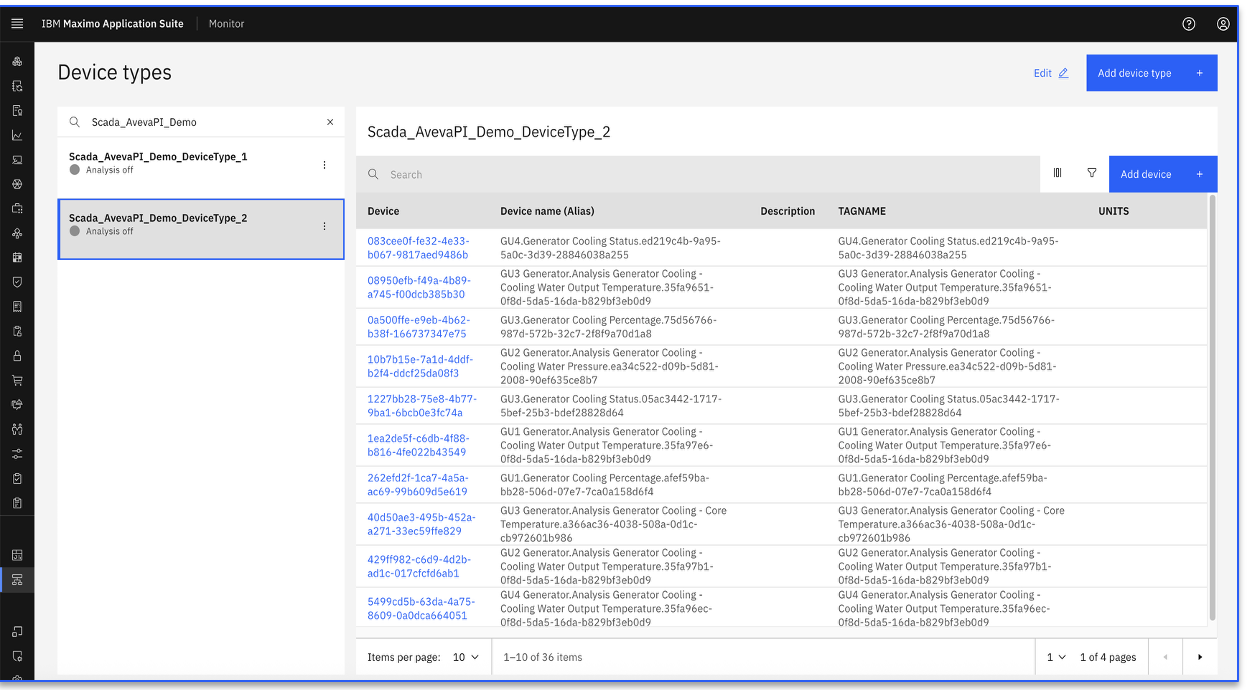 IBM Maximo Application Suite Monitor
Device types
Edit
Add device type +
Scada_AvevaPI_Demo
Scada_AvevaPI_Demo_DeviceType_1
Analysis off
Scada_AvevaPI_Demo_DeviceType_2
Analysis off
Scada_AvevaPI_Demo_DeviceType_2
Search
Add device +
Device Device name (Alias) Description TAGNAME UNITS
083cee0f-fe32-4e33- GU4.Generator Cooling Status.ed219c4b-9a95- GU4.Generator Cooling Status.ed219c4b-9a95-
b067-9817aed9486b 5a0c-3d39-28846038a255 5a0c-3d39-28846038a255
GU3 Generator.Analysis Generator Cooling - GU3 Generator.Analysis Generator Cooling -
08950efb-f49a-4b89- Cooling Water Output Temperature.35fa9651- Cooling Water Output Temperature.35fa9651-
a745-f00dcb385b30 0f8d-5da5-16da-b829bf3eb0d9 0f8d-5da5-16da-b829bf3eb0d9
0a500ffe-e9eb-4b62- GU3.Generator Cooling Percentage.75d56766- GU3.Generator Cooling Percentage.75d56766-
b38f-166737347e75 987d-572b-32c7-2f8f9a70d1a8 987d-572b-32c7-2f8f9a70d1a8
GU2 Generator.Analysis Generator Cooling - GU2 Generator.Analysis Generator Cooling -
10b7b15e-7a1d-4ddf- Cooling Water Pressure.ea34c522-d09b-5d81- Cooling Water Pressure.ea34c522-d09b-5d81-
b2f4-ddcf25da08f3 2008-90ef635ce8b7 2008-90ef635ce8b7
1227bb28-75e8-4b77- GU3.Generator Cooling Status.05ac3442-1717- GU3.Generator Cooling Status.05ac3442-1717-
9ba1-6bcb0e3fc74a 5bef-25b3-bdef28828d64 5bef-25b3-bdef28828d64
GU1 Generator.Analysis Generator Cooling - GU1 Generator.Analysis Generator Cooling -
1ea2de5f-c6db-4f88- Cooling Water Output Temperature.35fa97e6- Cooling Water Output Temperature.35fa97e6-
b816-4fe022b43549 0f8d-5da5-16da-b829bf3eb0d9 0f8d-5da5-16da-b829bf3eb0d9
262efd2f-1ca7-4a5a- GU1.Generator Cooling Percentage.afef59ba- GU1.Generator Cooling Percentage.afef59ba-
ac69-99b609d5e619 bb28-506d-07e7-7ca0a158d6f4 bb28-506d-07e7-7ca0a158d6f4
GU3 Generator.Analysis Generator Cooling - Core GU3 Generator.Analysis Generator Cooling - Core
40d50ae3-495b-452a- Temperature.a366ac36-4038-508a-0d1c- Temperature.a366ac36-4038-508a-0d1c-
a271-33ec59ffe829 cb972601b986 cb972601b986
GU2 Generator.Analysis Generator Cooling - GU2 Generator.Analysis Generator Cooling -
429ff982-c6d9-4d2b- Cooling Water Output Temperature.35fa97b1- Cooling Water Output Temperature.35fa97b1-
ad1c-017cfcfd6ab1 0f8d-5da5-16da-b829bf3eb0d9 0f8d-5da5-16da-b829bf3eb0d9
GU4 Generator.Analysis Generator Cooling - GU4 Generator.Analysis Generator Cooling -
5499cd5b-63da-4a75- Cooling Water Output Temperature.35fa96ec- Cooling Water Output Temperature.35fa96ec-
8609-0a0dca664051 0f8d-5da5-16da-b829bf3eb0d9 0f8d-5da5-16da-b829bf3eb0d9
Items per page: 10 1–10 of 36 items 1 1 of 4 pages